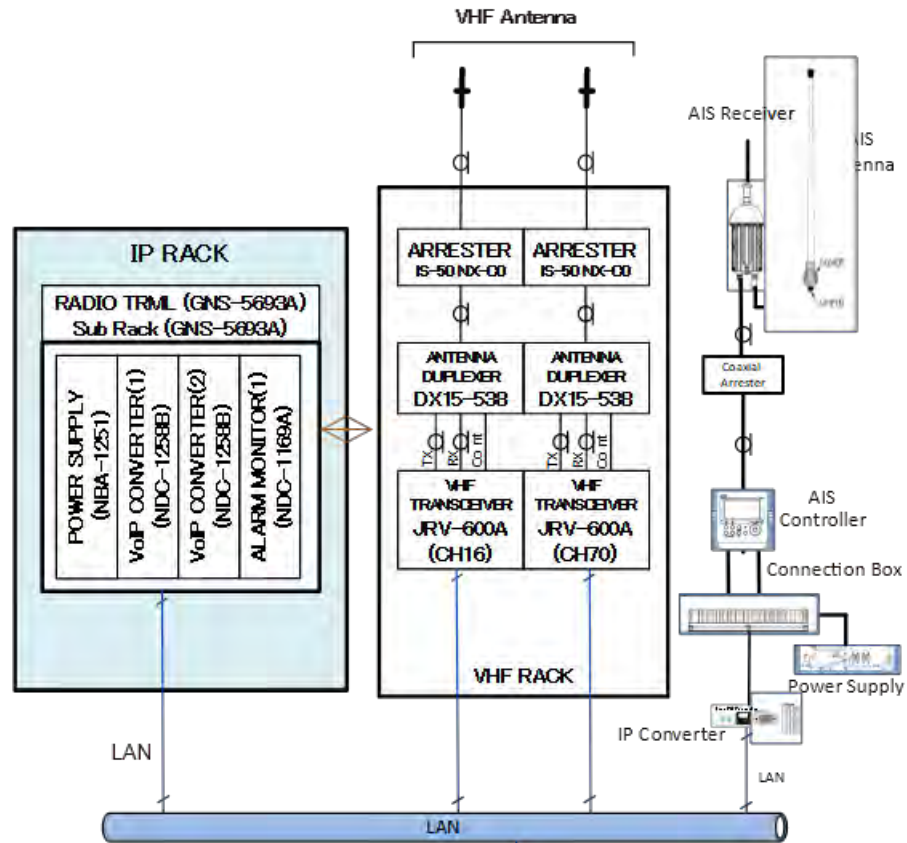 VHF Antenna
AIS Receiver
AIS
enna
IP RACK
RADIO TRML (GNS-5693A)
Sub Rack (GNS-5693A)
POWER SUPPLY
(NBA-1251)
VoIP CONVERTER(1)
(NDC-1258B)
VoIP CONVERTER(2)
(NDC-1258B)
ALARM MONITOR(1)
(NDC-1169A)
ARRESTER
IS-50NX-C0
ARRESTER
IS-50NX-C0
ANTENNA
DUPLEXER
DX15-53B
ANTENNA
DUPLEXER
DX15-53B
TX
RX
Cont
TX
RX
Cont
VHF
TRANSCEIVER
JRV-600A
(CH16)
VHF
TRANSCEIVER
JRV-600A
(CH70)
VHF RACK
Coaxial
Arrester
AIS
Controller
Connection Box
Power Supply
IP Converter
LAN
LAN
LAN